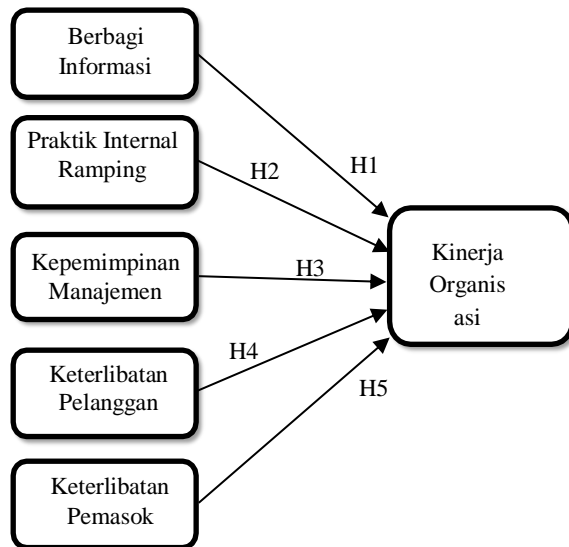 Berbagi
Informasi
H1
Praktik Internal
Ramping
H2
Kepemimpinan
Manajemen
H3
Kinerja
Organis
asi
Keterlibatan
Pelanggan
H4
H5
Keterlibatan
Pemasok